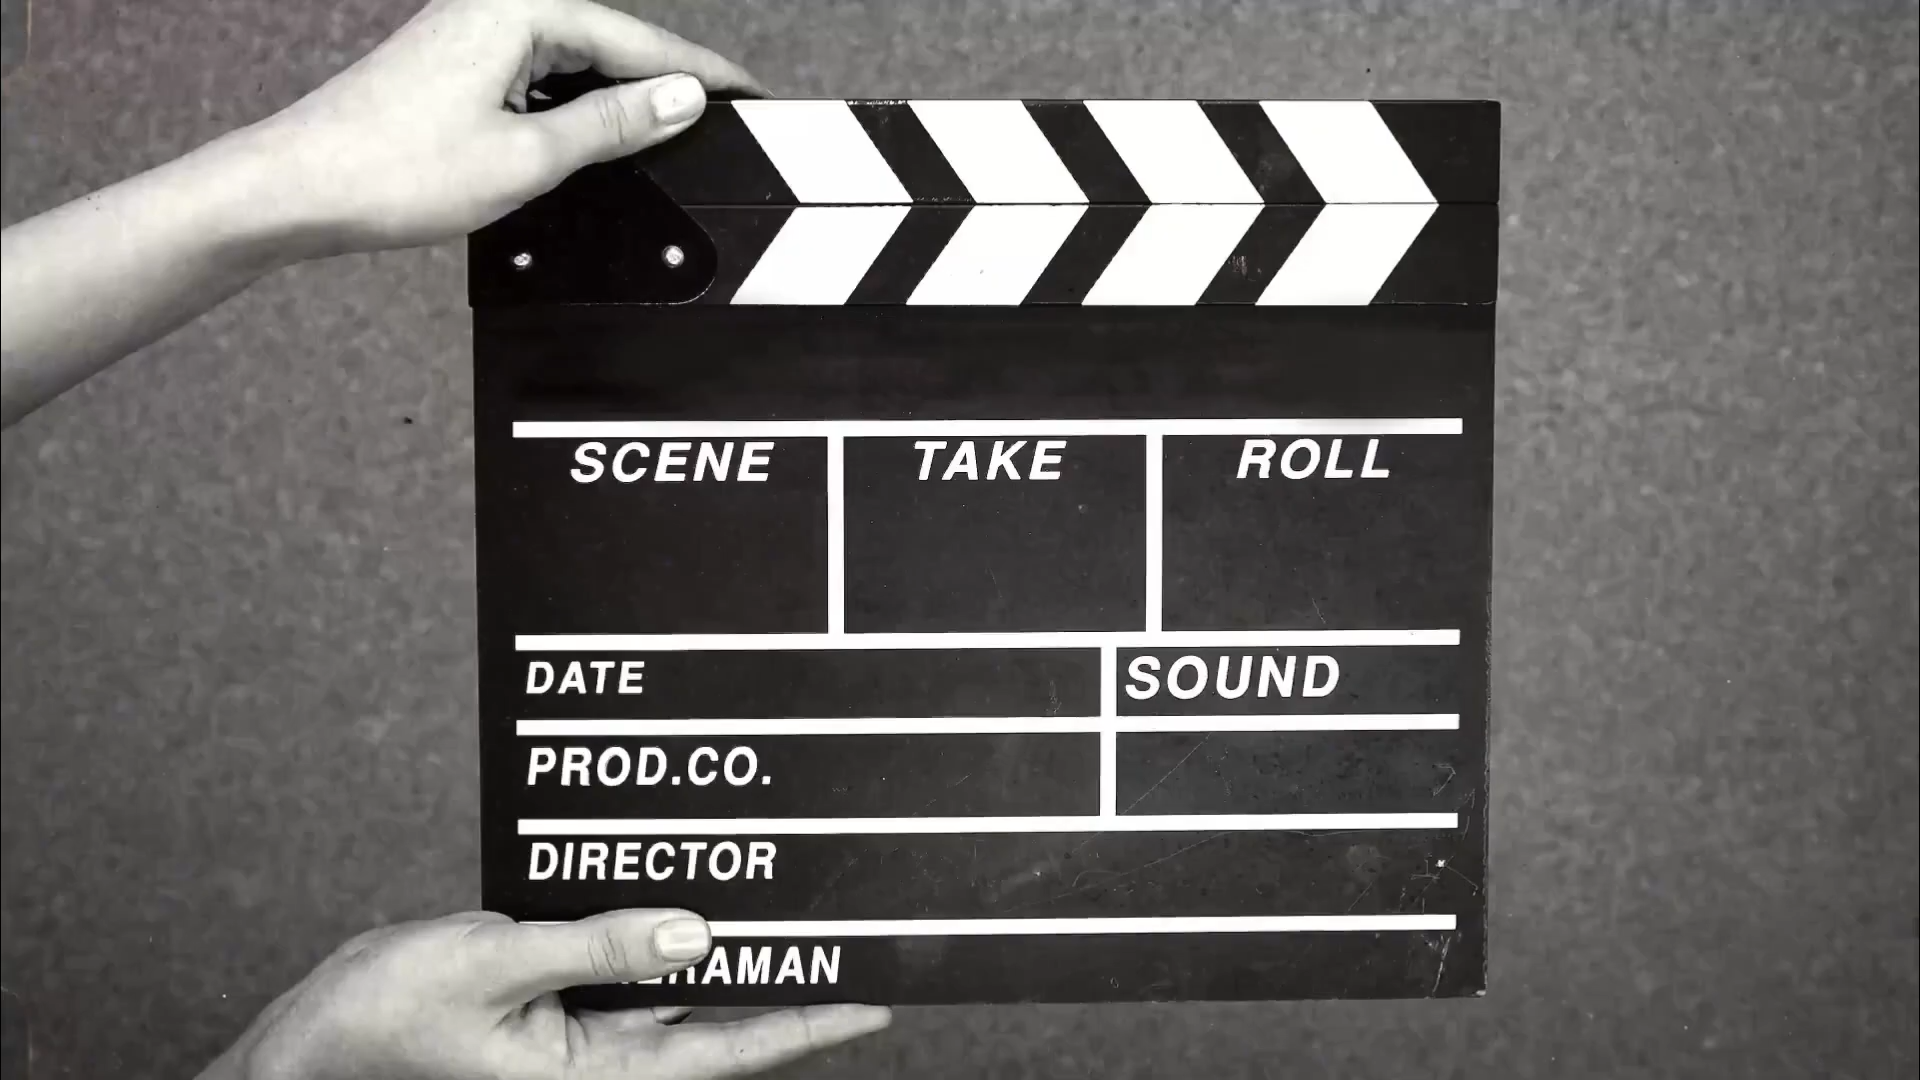 SCENE TAKE ROLL
DATE SOUND
PROD.CO.
DIRECTOR